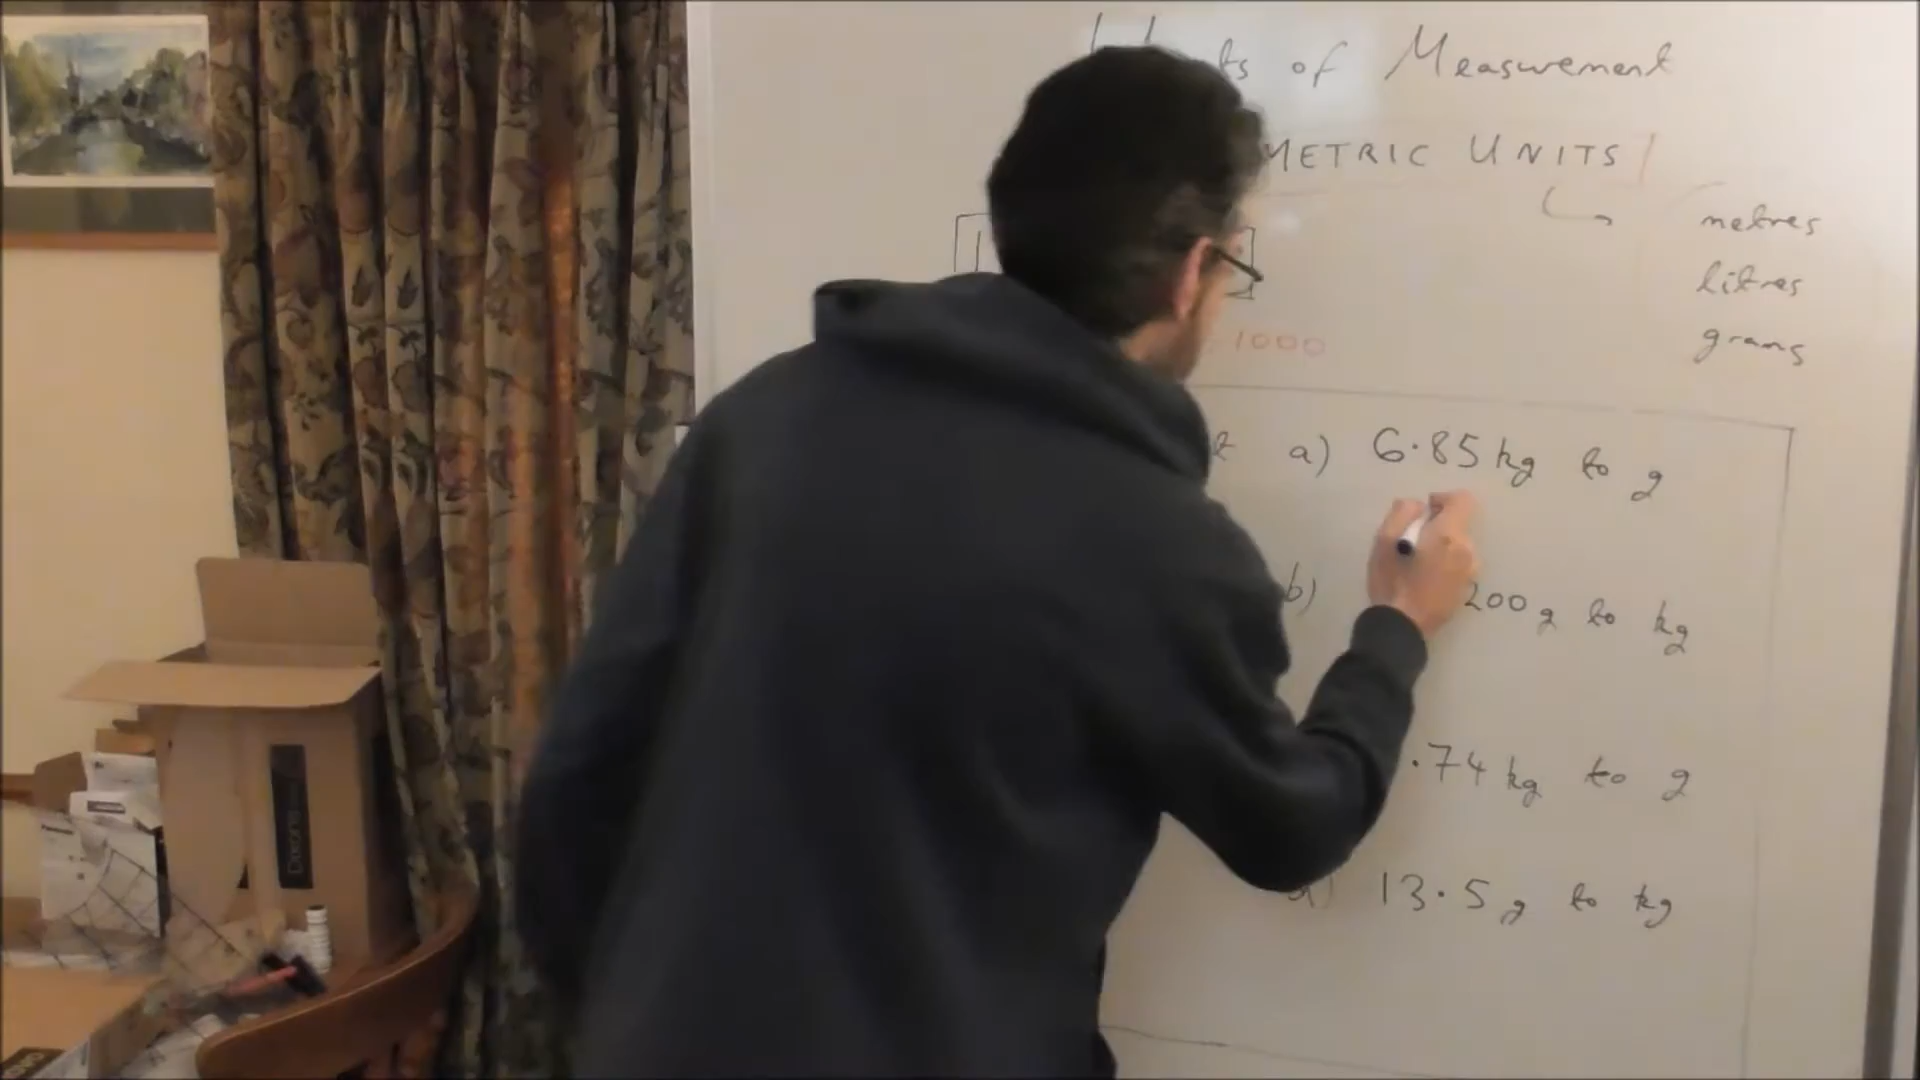 of Measurement
METRIC UNITS
metres
litres
grams
1000
a) 6.85 kg to g
b) 200 g to kg
.74 kg to g
d) 13.5 g to kg